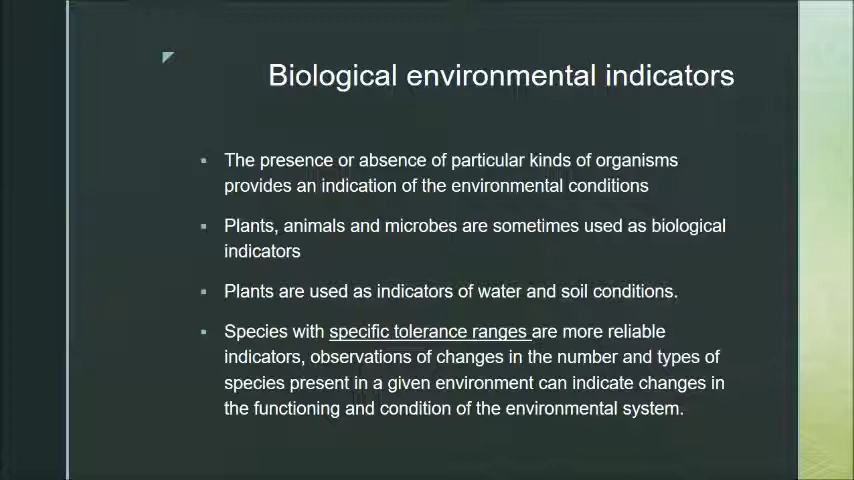 Biological environmental indicators
▪ The presence or absence of particular kinds of organisms
provides an indication of the environmental conditions
▪ Plants, animals and microbes are sometimes used as biological
indicators
▪ Plants are used as indicators of water and soil conditions.
▪ Species with specific tolerance ranges are more reliable
indicators, observations of changes in the number and types of
species present in a given environment can indicate changes in
the functioning and condition of the environmental system.